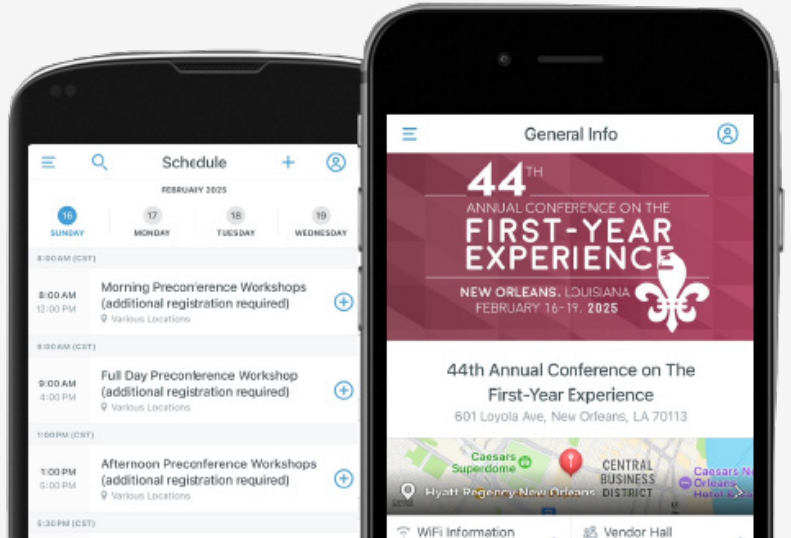 Schedule
FEBRUARY 2025
16
17
18
19
SUNDAY
MONDAY
TUESDAY
WEDNESDAY
8:00 AM (CST)
8:00 AM
12:00 PM
Morning Preconference Workshops
(additional registration required)
Various Locations
9:00 AM (CST)
9:00 AM
4:00 PM
Full Day Preconference Workshop
(additional registration required)
Various Locations
1:00 PM (CST)
1:00 PM
5:00 PM
Afternoon Preconference Workshops
(additional registration required)
Various Locations
5:30 PM (CST)
General Info
44TH
ANNUAL CONFERENCE ON THE
FIRST-YEAR
EXPERIENCE
NEW ORLEANS, LOUISIANA
FEBRUARY 16-19, 2025
44th Annual Conference on The
First-Year Experience
601 Loyola Ave, New Orleans, LA 70113
Caesars
Superdome
CENTRAL
BUSINESS
DISTRICT
Caesars
Orleans
Hotel
Hyatt Regency New Orleans
WiFi Information
Vendor Hall